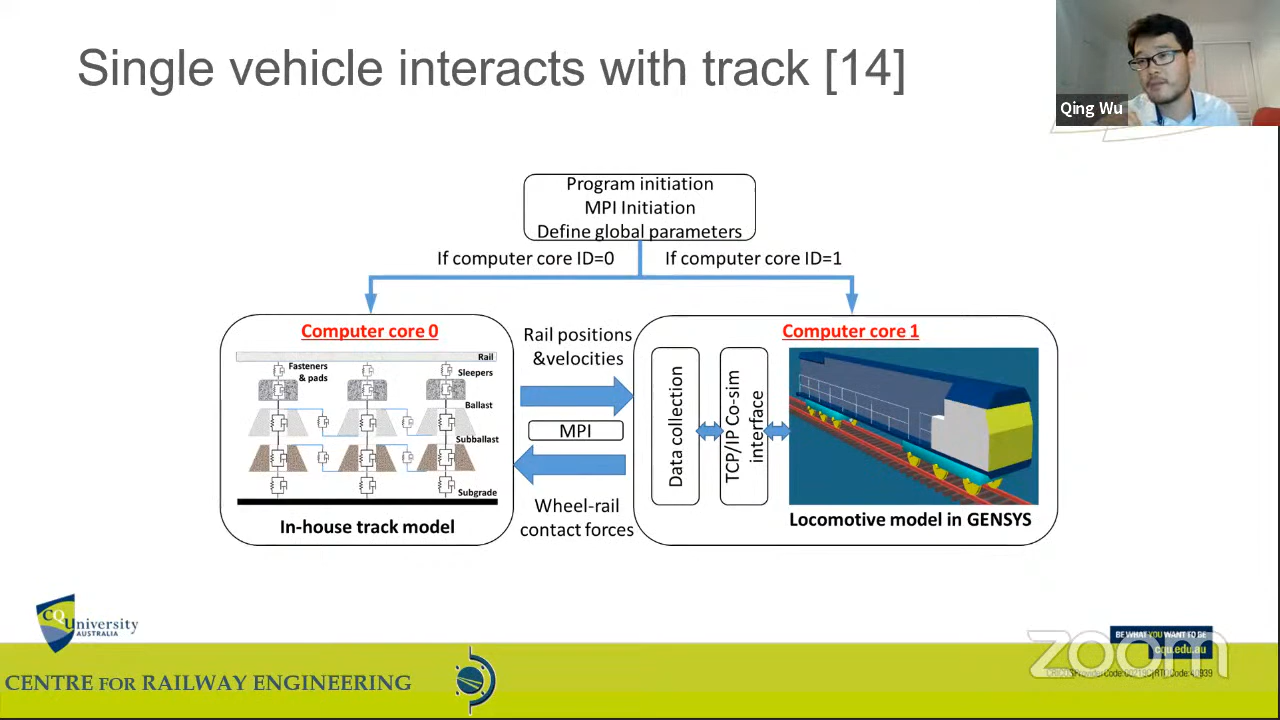 Single vehicle interacts with track [14]
Qing Wu
Program initiation
MPI Initiation
Define global parameters
If computer core ID=0
If computer core ID=1
Computer core 0
Rail
Fasteners
& pads
Sleepers
Ballast
Subballast
Subgrade
In-house track model
Rail positions
&velocities
MPI
Wheel-rail
contact forces
Computer core 1
Data collection
TCP/IP Co-sim
interface
Locomotive model in GENSYS
CQUniversity
AUSTRALIA
CENTRE FOR RAILWAY ENGINEERING
BE WHAT YOU WANT TO BE
cqu.edu.au
zoom